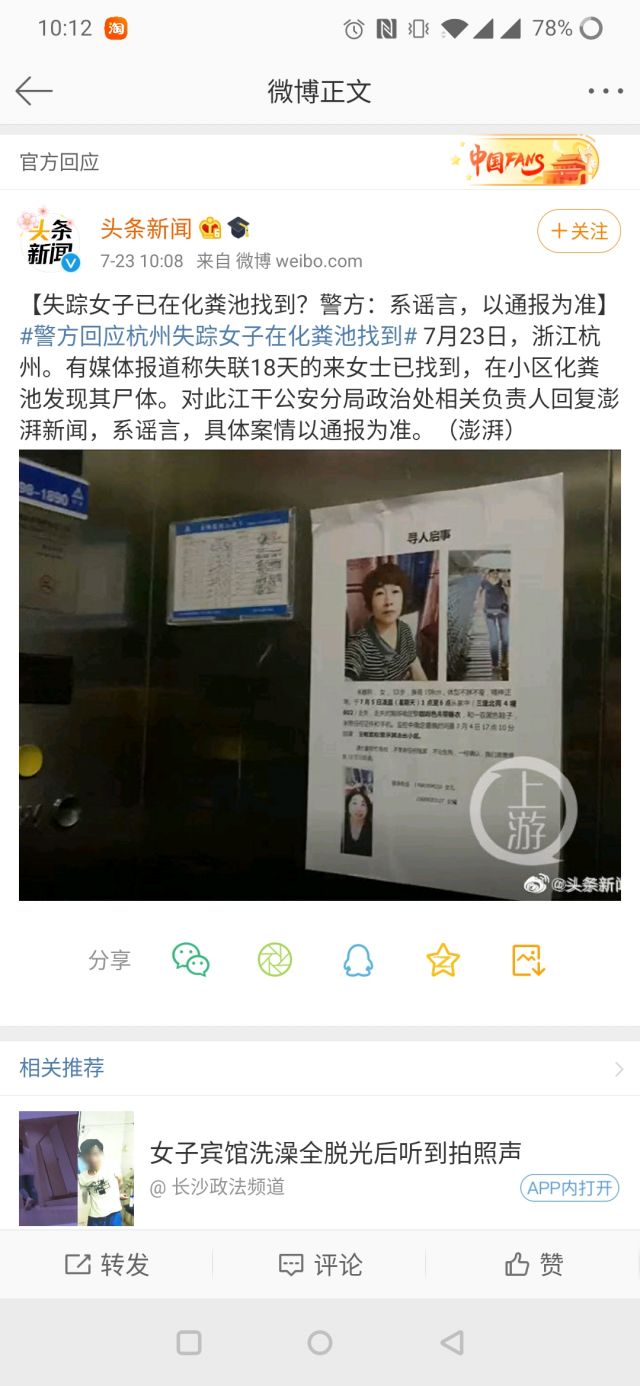 10:12
淘
78%
微博正文
官方回应
中国FANS
头条新闻
头条
新闻
+关注
7-23 10:08 来自 微博 weibo.com
【失踪女子已在化粪池找到？警方：系谣言，以通报为准】
#警方回应杭州失踪女子在化粪池找到# 7月23日，浙江杭
州。有媒体报道称失联18天的来女士已找到，在小区化粪
池发现其尸体。对此江干公安分局政治处相关负责人回复澎
湃新闻，系谣言，具体案情以通报为准。（澎湃）
98-1890
寻人启事
上
游
@头条新闻
分享
相关推荐
女子宾馆洗澡全脱光后听到拍照声
@ 长沙政法频道
APP内打开
转发
评论
赞